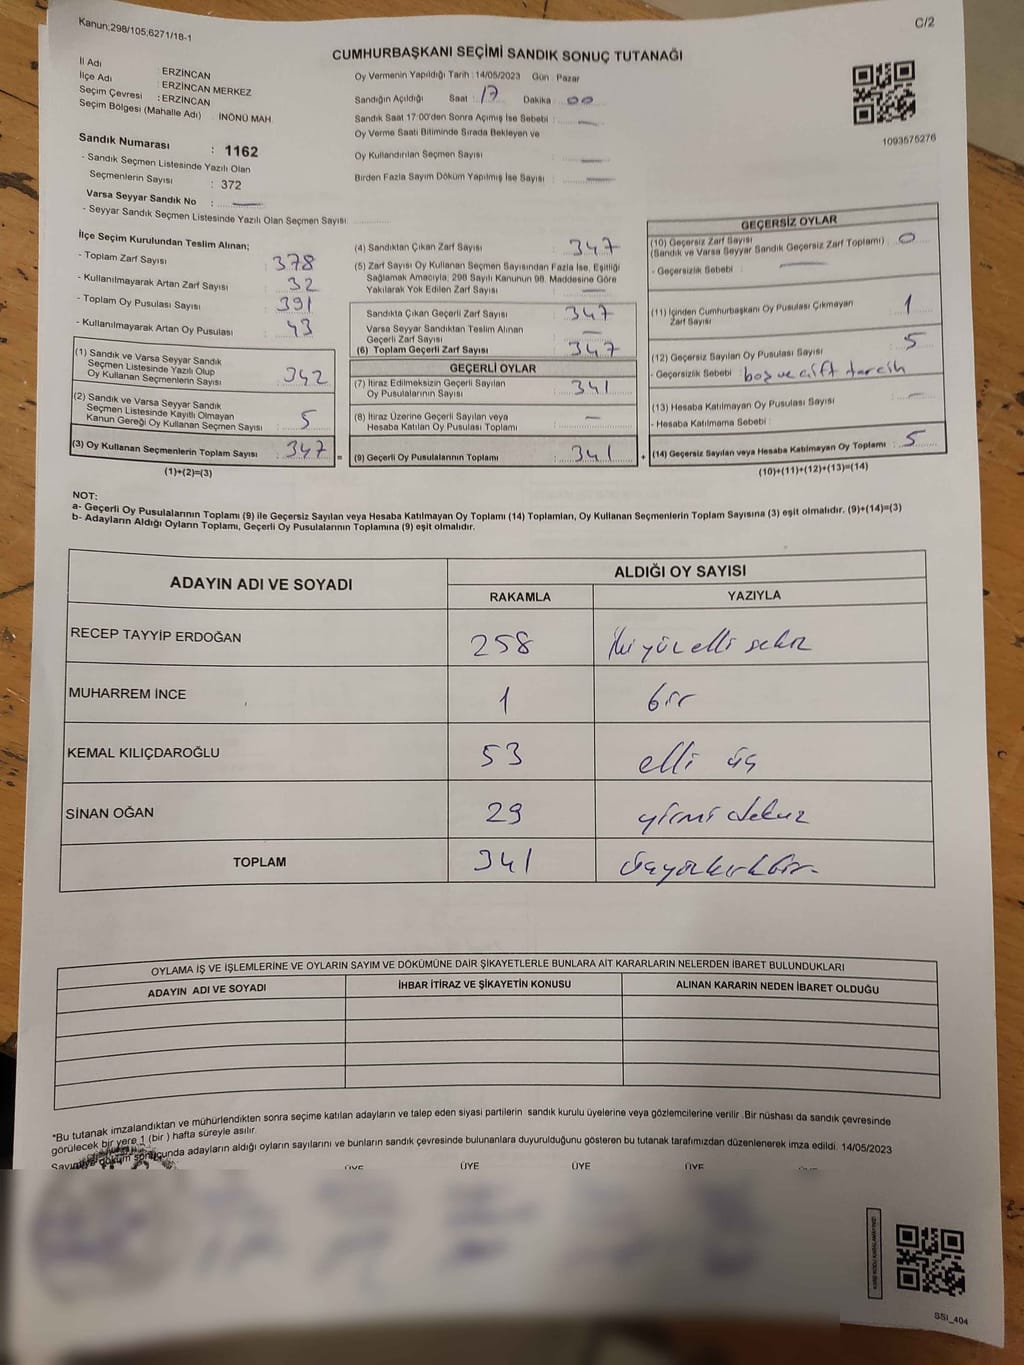 Kanun;298/105,6271/18-1
C/2
CUMHURBAŞKANI SEÇİMİ SANDIK SONUÇ TUTANAĞI
İl Adı ERZİNCAN
İlçe Adı : ERZİNCAN MERKEZ
Seçim Çevresi : ERZİNCAN
Seçim Bölgesi (Mahalle Adı) İNÖNÜ MAH.
Sandık Numarası : 1162
- Sandık Seçmen Listesinde Yazılı Olan
Seçmenlerin Sayısı : 372
Varsa Seyyar Sandık No : —
- Seyyar Sandık Seçmen Listesinde Yazılı Olan Seçmen Sayısı
Oy Vermenin Yapıldığı Tarih : 14/05/2023 Gün : Pazar
Sandığın Açıldığı Saat : 17 Dakika : 00
Sandık Saat 17:00'den Sonra Açılmış İse Sebebi : —
Oy Verme Saati Bitiminde Sırada Bekleyen ve
Oy Kullandırılan Seçmen Sayısı : —
Birden Fazla Sayım Döküm Yapılmış İse Sayısı : —
1093575276
İlçe Seçim Kurulundan Teslim Alınan;
- Toplam Zarf Sayısı : 378
- Kullanılmayarak Artan Zarf Sayısı : 32
- Toplam Oy Pusulası Sayısı : 391
- Kullanılmayarak Artan Oy Pusulası : 43
(1) Sandık ve Varsa Seyyar Sandık
Seçmen Listesinde Yazılı Olup
Oy Kullanan Seçmenlerin Sayısı : 342
(2) Sandık ve Varsa Seyyar Sandık
Seçmen Listesinde Kayıtlı Olmayan
Kanun Gereği Oy Kullanan Seçmen Sayısı : 5
(3) Oy Kullanan Seçmenlerin Toplam Sayısı : 347
(1)+(2)=(3)
(4) Sandıktan Çıkan Zarf Sayısı : 347
(5) Zarf Sayısı Oy Kullanan Seçmen Sayısından Fazla İse, Eşitliği
Sağlamak Amacıyla; 298 Sayılı Kanunun 98. Maddesine Göre
Yakılarak Yok Edilen Zarf Sayısı : —
Sandıkta Çıkan Geçerli Zarf Sayısı : 347
Varsa Seyyar Sandıktan Teslim Alınan
Geçerli Zarf Sayısı : —
(6) Toplam Geçerli Zarf Sayısı : 347
GEÇERLİ OYLAR
(7) İtiraz Edilmeksizin Geçerli Sayılan
Oy Pusulalarının Sayısı : 341
(8) İtiraz Üzerine Geçerli Sayılan veya
Hesaba Katılan Oy Pusulası Toplamı : —
= (9) Geçerli Oy Pusulalarının Toplamı : 341 +
GEÇERSİZ OYLAR
(10) Geçersiz Zarf Sayısı
(Sandık ve Varsa Seyyar Sandık Geçersiz Zarf Toplamı) : 0
- Geçersizlik Sebebi : —
(11) İçinden Cumhurbaşkanı Oy Pusulası Çıkmayan
Zarf Sayısı : 1
(12) Geçersiz Sayılan Oy Pusulası Sayısı : 5
- Geçersizlik Sebebi : boş ve çift tercih
(13) Hesaba Katılmayan Oy Pusulası Sayısı : —
- Hesaba Katılmama Sebebi :
(14) Geçersiz Sayılan veya Hesaba Katılmayan Oy Toplamı : 5
(10)+(11)+(12)+(13)=(14)
NOT:
a- Geçerli Oy Pusulalarının Toplamı (9) ile Geçersiz Sayılan veya Hesaba Katılmayan Oy Toplamı (14) Toplamları, Oy Kullanan Seçmenlerin Toplam Sayısına (3) eşit olmalıdır. (9)+(14)=(3)
b- Adayların Aldığı Oyların Toplamı, Geçerli Oy Pusulalarının Toplamına (9) eşit olmalıdır.
ADAYIN ADI VE SOYADI ALDIĞI OY SAYISI
RAKAMLA YAZIYLA
RECEP TAYYİP ERDOĞAN 258 iki yüz elli sekiz
MUHARREM İNCE 1 bir
KEMAL KILIÇDAROĞLU 53 elli üç
SİNAN OĞAN 29 yirmi dokuz
TOPLAM 341 üçyüzkırkbir
OYLAMA İŞ VE İŞLEMLERİNE VE OYLARIN SAYIM VE DÖKÜMÜNE DAİR ŞİKAYETLERLE BUNLARA AİT KARARLARIN NELERDEN İBARET BULUNDUKLARI
ADAYIN ADI VE SOYADI İHBAR İTİRAZ VE ŞİKAYETİN KONUSU ALINAN KARARIN NEDEN İBARET OLDUĞU
*Bu tutanak imzalandıktan ve mühürlendikten sonra seçime katılan adayların ve talep eden siyasi partilerin sandık kurulu üyelerine veya gözlemcilerine verilir .Bir nüshası da sandık çevresinde
görülecek bir yere 1 (bir ) hafta süreyle asılır.
Sayım ve döküm sonucunda adayların aldığı oyların sayılarını ve bunların sandık çevresinde bulunanlara duyurulduğunu gösteren bu tutanak tarafımızdan düzenlenerek imza edildi. 14/05/2023
ÜYE ÜYE ÜYE ÜYE
SSI_404